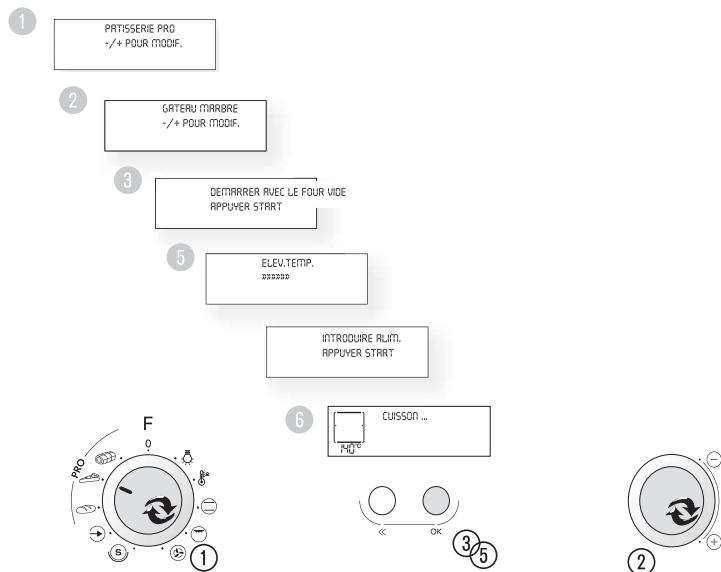 1
PATISSERIE PRO
-/+ POUR MODIF.
2
GATEAU MARBRE
-/+ POUR MODIF.
3
DEMARRER AVEC LE FOUR VIDE
APPUYER START
5
ELEV.TEMP.
»»»»»»
INTRODUIRE ALIM.
APPUYER START
6
CUISSON ...
140°C
F
0
PRO
S
1
«
OK
3
5
-
+
2